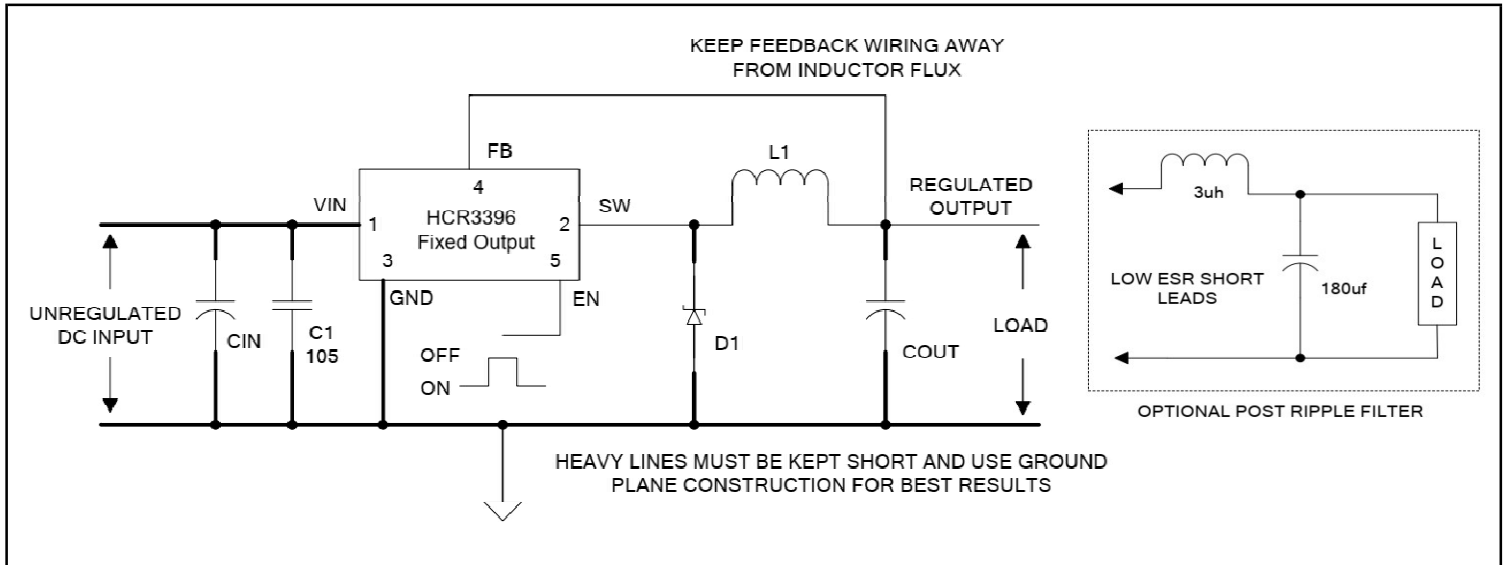 KEEP FEEDBACK WIRING AWAY
FROM INDUCTOR FLUX
FB
4
L1
VIN
1
HCR3396
Fixed Output
2
SW
3
5
GND
EN
REGULATED
OUTPUT
UNREGULATED
DC INPUT
CIN
C1
105
OFF
ON
D1
COUT
LOAD
HEAVY LINES MUST BE KEPT SHORT AND USE GROUND
PLANE CONSTRUCTION FOR BEST RESULTS
3uh
LOW ESR SHORT
LEADS
180uf
LOAD
OPTIONAL POST RIPPLE FILTER